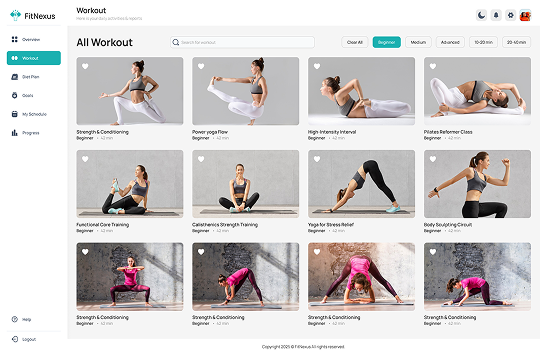 FitNexus
Workout
Here is your daily activities & reports
Overview
Workout
Diet Plan
Goals
My Schedule
Progress
Help
Logout
All Workout
Search for workout
Clear All
Beginner
Medium
Advanced
10-20 min
20-40 min
Strength & Conditioning
Beginner • 42 min
Power yoga Flow
Beginner • 42 min
High-Intensity Interval
Beginner • 42 min
Pilates Reformer Class
Beginner • 42 min
Functional Core Training
Beginner • 42 min
Calisthenics Strength Training
Beginner • 42 min
Yoga for Stress Relief
Beginner • 42 min
Body Sculpting Circuit
Beginner • 42 min
Strength & Conditioning
Beginner • 42 min
Strength & Conditioning
Beginner • 42 min
Strength & Conditioning
Beginner • 42 min
Strength & Conditioning
Beginner • 42 min
Copyright 2025 © FitNexus All rights reserved.